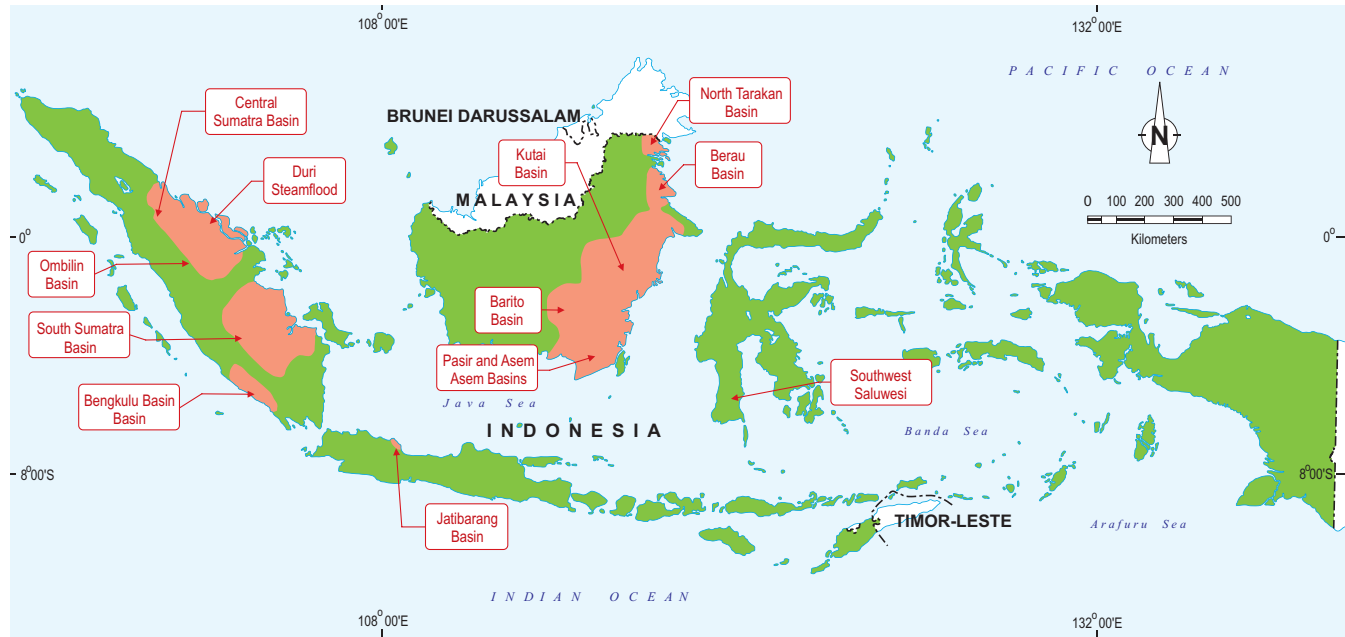 108°00'E
132°00'E
PACIFIC OCEAN
Central
Sumatra Basin
North Tarakan
Basin
BRUNEI DARUSSALAM
N
Kutai
Basin
Berau
Basin
Duri
Steamflood
MALAYSIA
0 100 200 300 400 500
Kilometers
0°
0°
Ombilin
Basin
Barito
Basin
South Sumatra
Basin
Pasir and Asem
Asem Basins
Southwest
Saluwesi
Bengkulu Basin
Basin
Java Sea
INDONESIA
Banda Sea
8°00'S
8°00'S
Jatibarang
Basin
TIMOR-LESTE
Arafuru Sea
INDIAN OCEAN
108°00'E
132°00'E